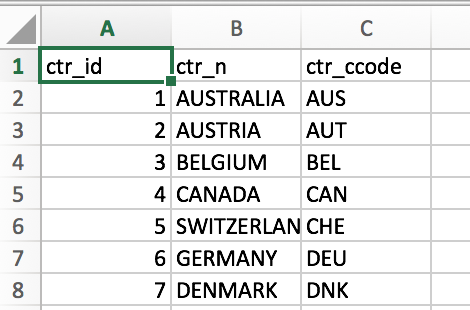 A B C
1 ctr_id ctr_n ctr_ccode
2 1 AUSTRALIA AUS
3 2 AUSTRIA AUT
4 3 BELGIUM BEL
5 4 CANADA CAN
6 5 SWITZERLAN CHE
7 6 GERMANY DEU
8 7 DENMARK DNK